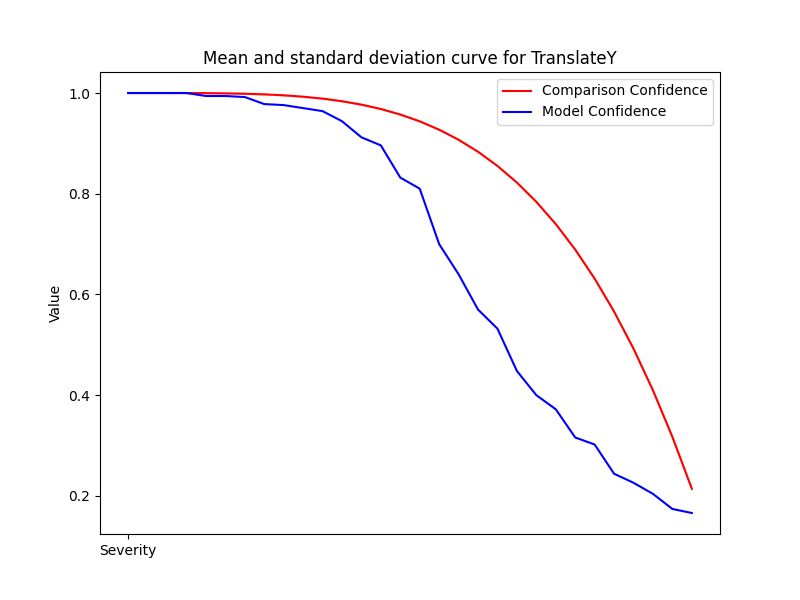 Mean and standard deviation curve for TranslateY
Comparison Confidence
Model Confidence
1.0
0.8
0.6
0.4
0.2
Value
Severity